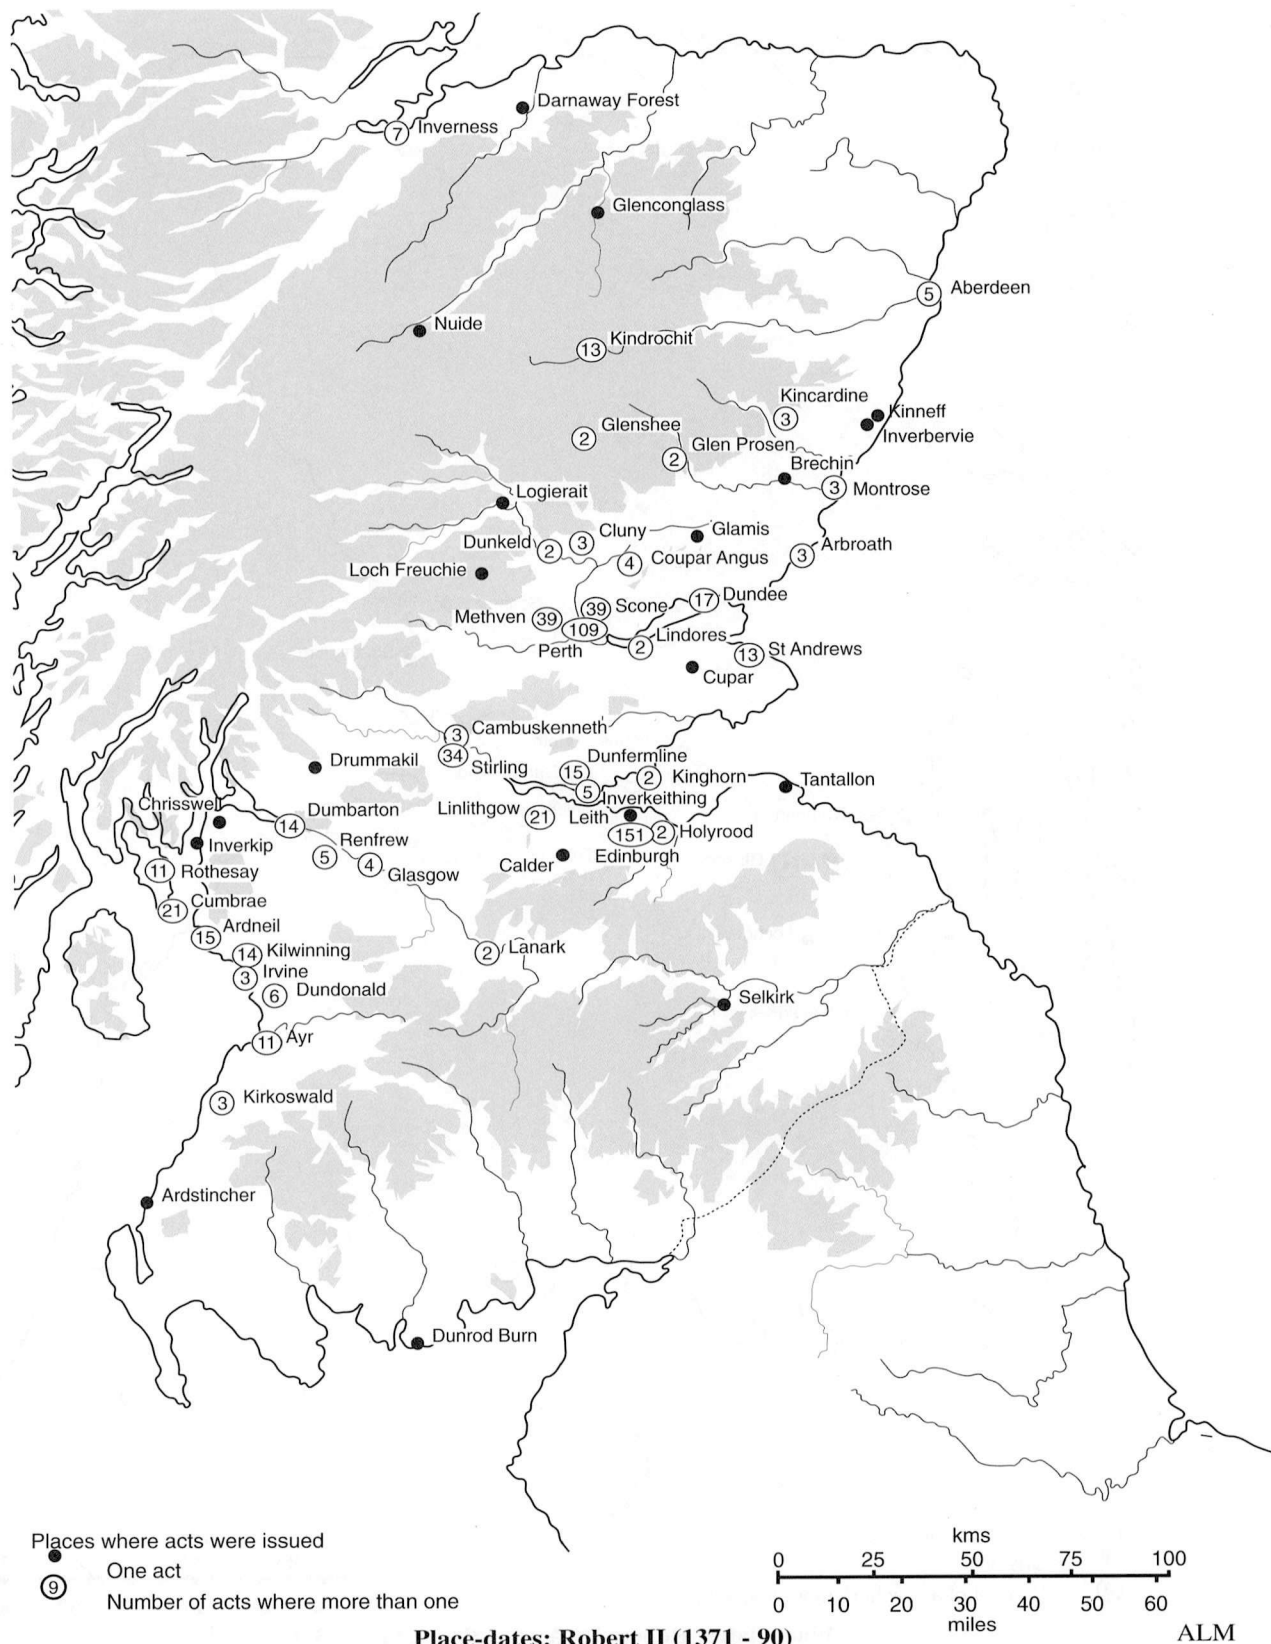 Darnaway Forest
7 Inverness
Glenconglass
5 Aberdeen
Nuide
13 Kindrochit
Kincardine
3
Kinneff
Inverbervie
2 Glenshee
2 Glen Prosen
Brechin
3 Montrose
Logierait
Glamis
Cluny
3
Dunkeld 2
4 Coupar Angus
3 Arbroath
Loch Freuchie
17 Dundee
39 Scone
Methven 39
109
Perth
2 Lindores
13 St Andrews
Cupar
3 Cambuskenneth
34 Stirling
Drummakil
Dunfermline
15
2 Kinghorn
Tantallon
5 Inverkeithing
Linlithgow 21
Leith
151 2 Holyrood
Edinburgh
Calder
Chrisswell
14 Dumbarton
Inverkip
5 Renfrew
4 Glasgow
11 Rothesay
21 Cumbrae
15 Ardneil
14 Kilwinning
3 Irvine
6 Dundonald
2 Lanark
Selkirk
11 Ayr
3 Kirkoswald
Ardstincher
Dunrod Burn
Places where acts were issued
One act
9 Number of acts where more than one
kms
0 25 50 75 100
0 10 20 30 40 50 60
miles
ALM
Place-dates: Robert II (1371 - 90)